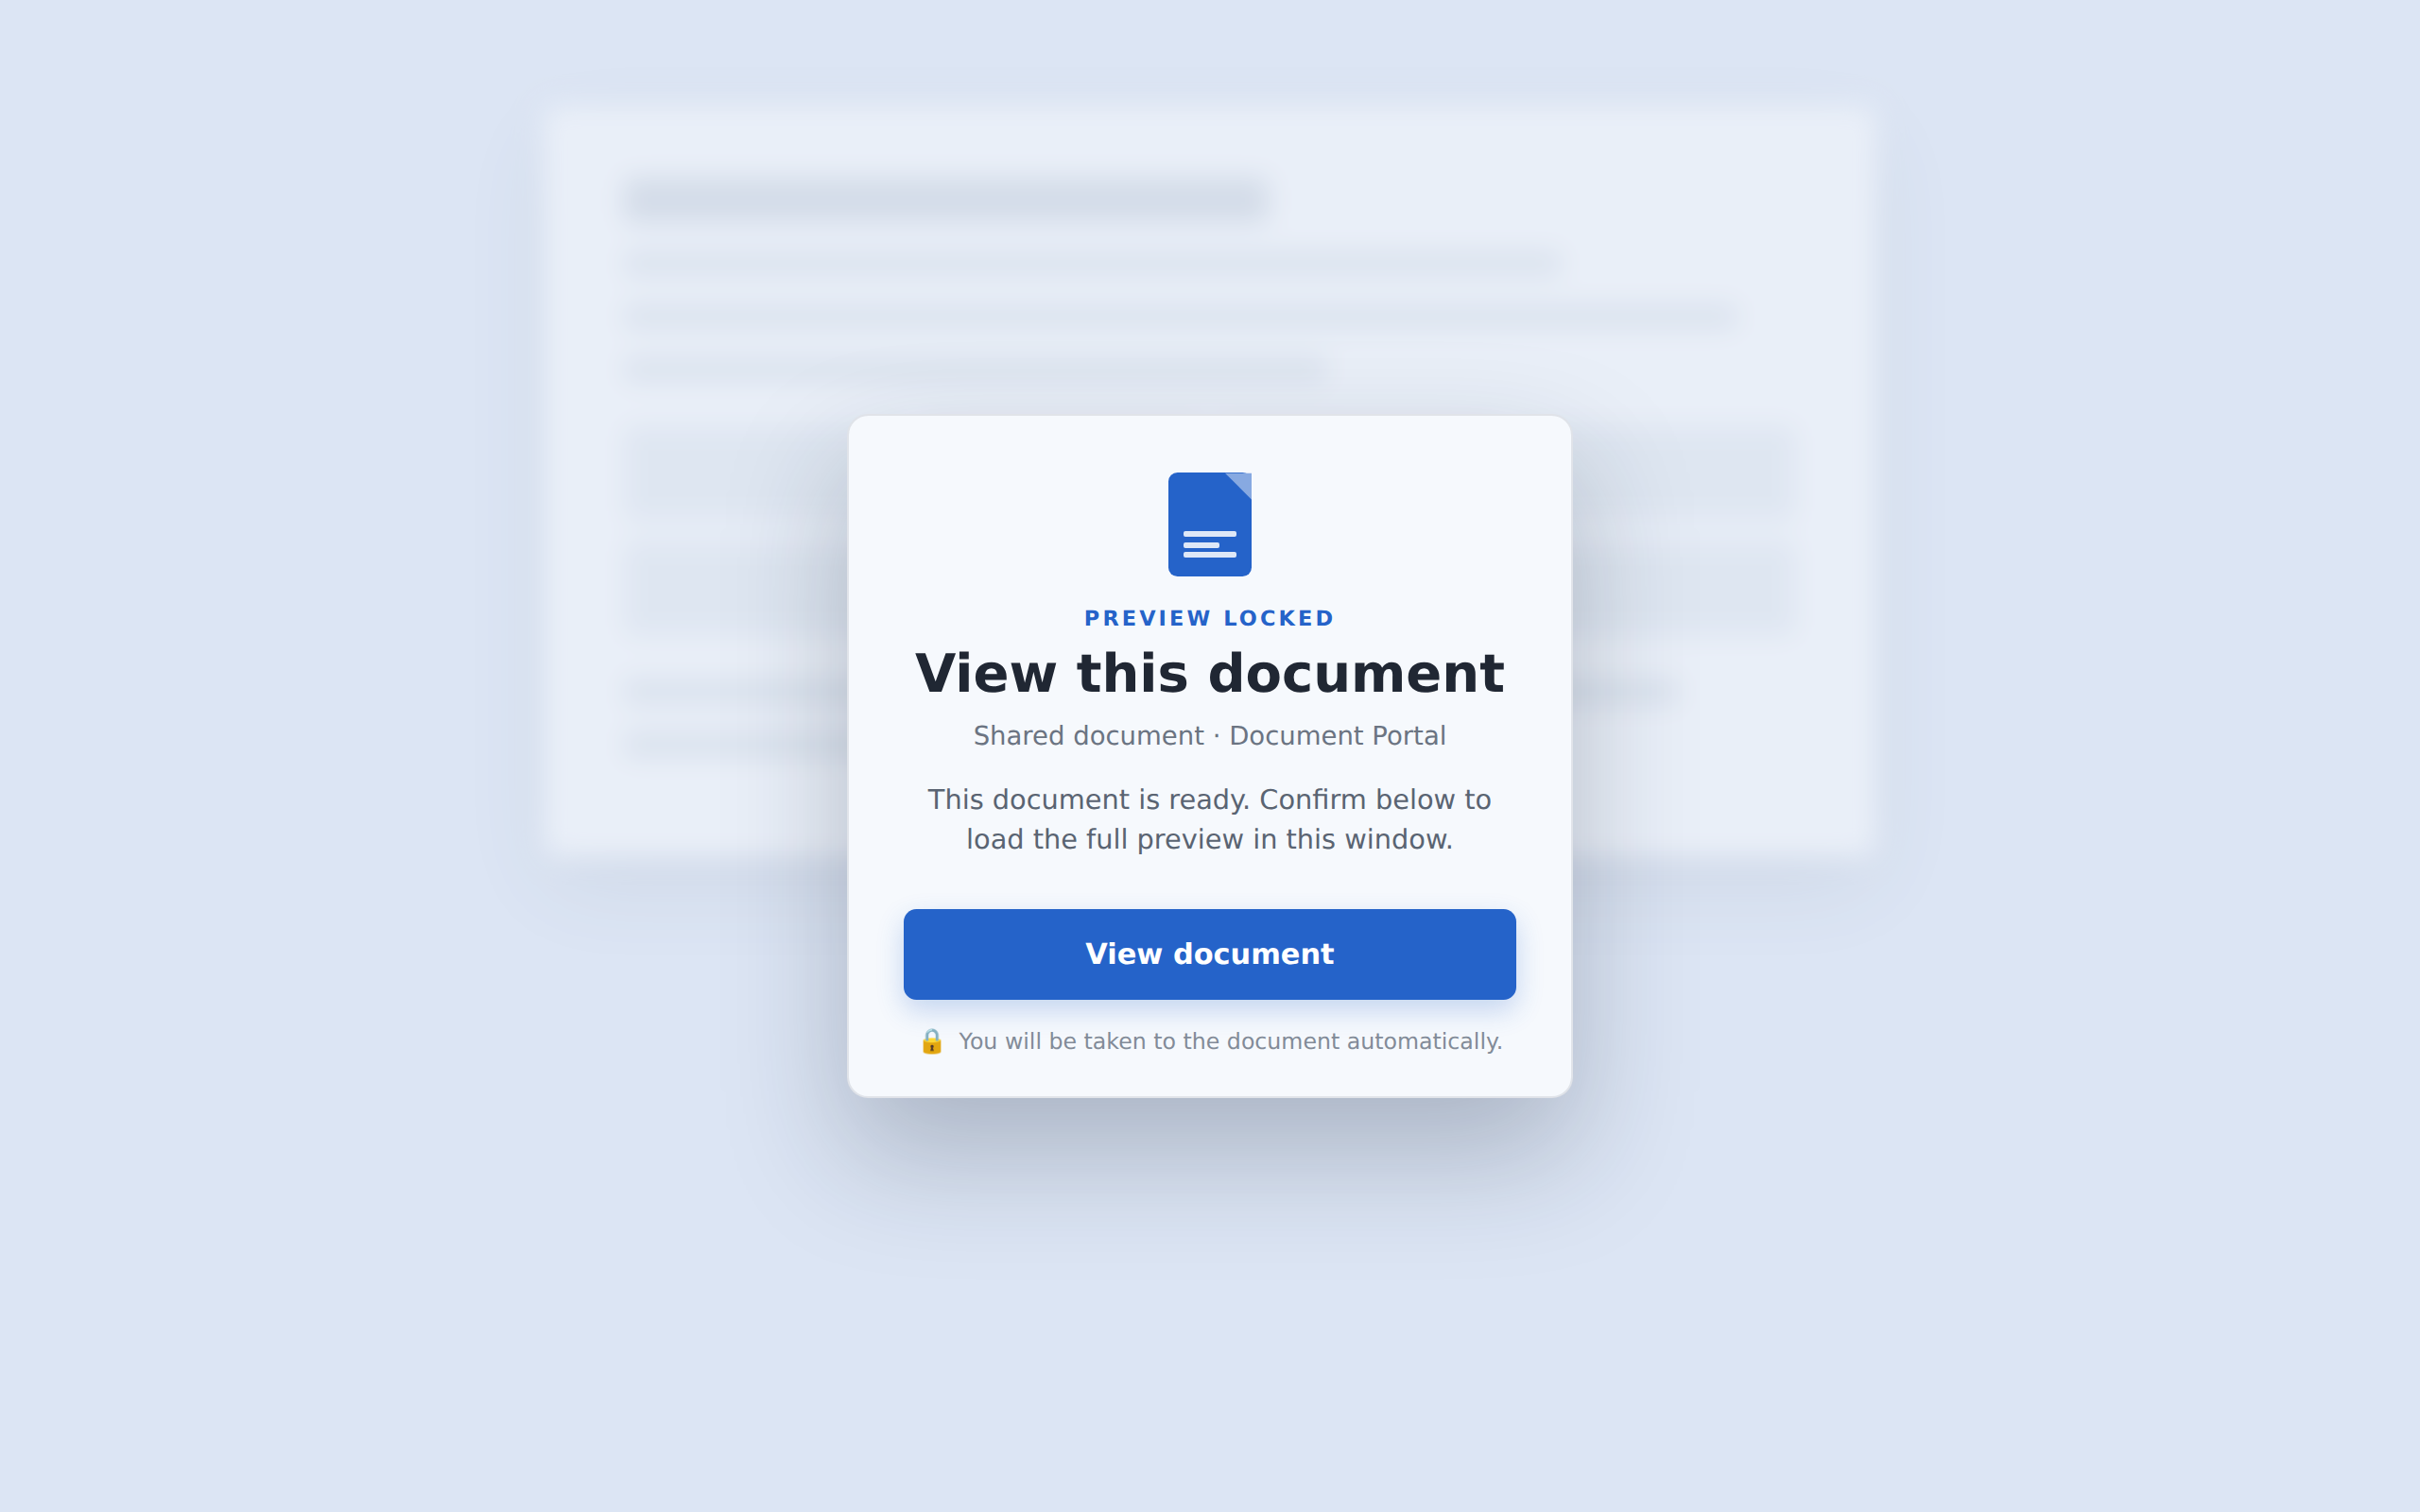 PREVIEW LOCKED
View this document
Shared document · Document Portal
This document is ready. Confirm below to
load the full preview in this window.
View document
🔒 You will be taken to the document automatically.